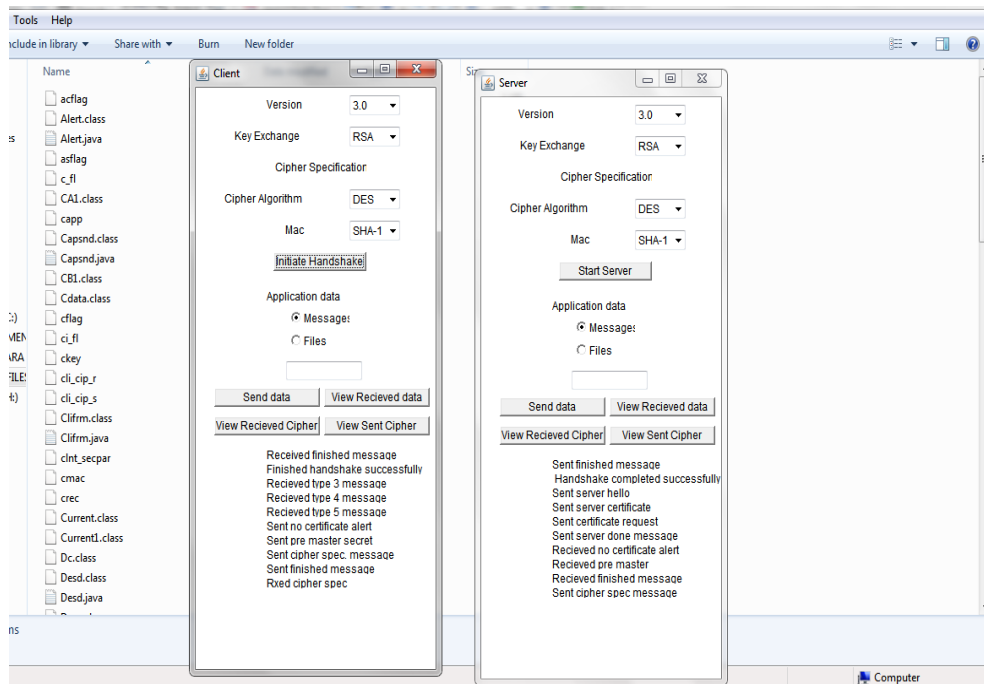 Tools Help
nclude in library Share with Burn New folder
Name
acflag
Alert.class
Alert.java
asflag
c_fl
CA1.class
capp
Capsnd.class
Capsnd.java
CB1.class
Cdata.class
cflag
ci_fl
ckey
cli_cip_r
cli_cip_s
Clifrm.class
Clifrm.java
clnt_secpar
cmac
crec
Current.class
Current1.class
Dc.class
Desd.class
Desd.java
es
C:)
MEN
ARA
FILES
H:)
ms
Client
Version 3.0
Key Exchange RSA
Cipher Specification
Cipher Algorithm DES
Mac SHA-1
Initiate Handshake
Application data
Messages
Files
Send data View Recieved data
View Recieved Cipher View Sent Cipher
Received finished message
Finished handshake successfully
Recieved type 3 message
Recieved type 4 message
Recieved type 5 message
Sent no certificate alert
Sent pre master secret
Sent cipher spec. message
Sent finished message
Rxed cipher spec
Server
Version 3.0
Key Exchange RSA
Cipher Specification
Cipher Algorithm DES
Mac SHA-1
Start Server
Application data
Messages
Files
Send data View Recieved data
View Recieved Cipher View Sent Cipher
Sent finished message
Handshake completed successfully
Sent server hello
Sent server certificate
Sent certificate request
Sent server done message
Recieved no certificate alert
Recieved pre master
Recieved finished message
Sent cipher spec message
Computer